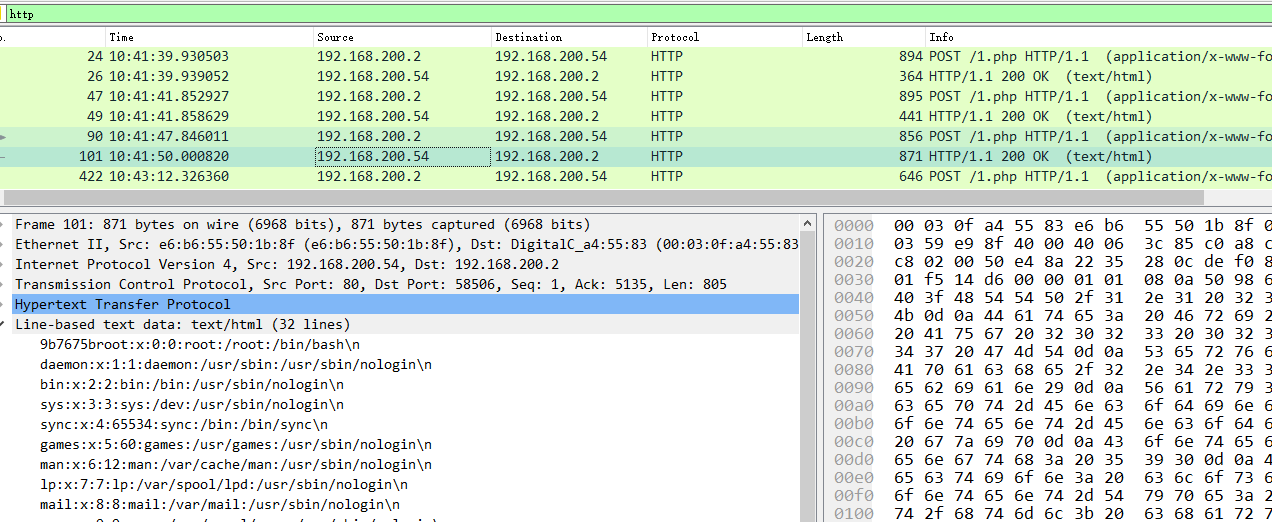 http
o. Time Source Destination Protocol Length Info
24 10:41:39.930503 192.168.200.2 192.168.200.54 HTTP 894 POST /1.php HTTP/1.1 (application/x-www-fo
26 10:41:39.939052 192.168.200.54 192.168.200.2 HTTP 364 HTTP/1.1 200 OK (text/html)
47 10:41:41.852927 192.168.200.2 192.168.200.54 HTTP 895 POST /1.php HTTP/1.1 (application/x-www-fo
49 10:41:41.858629 192.168.200.54 192.168.200.2 HTTP 441 HTTP/1.1 200 OK (text/html)
90 10:41:47.846011 192.168.200.2 192.168.200.54 HTTP 856 POST /1.php HTTP/1.1 (application/x-www-fo
101 10:41:50.000820 192.168.200.54 192.168.200.2 HTTP 871 HTTP/1.1 200 OK (text/html)
422 10:43:12.326360 192.168.200.2 192.168.200.54 HTTP 646 POST /1.php HTTP/1.1 (application/x-www-fo
Frame 101: 871 bytes on wire (6968 bits), 871 bytes captured (6968 bits)
Ethernet II, Src: e6:b6:55:50:1b:8f (e6:b6:55:50:1b:8f), Dst: DigitalC_a4:55:83 (00:03:0f:a4:55:83
Internet Protocol Version 4, Src: 192.168.200.54, Dst: 192.168.200.2
Transmission Control Protocol, Src Port: 80, Dst Port: 58506, Seq: 1, Ack: 5135, Len: 805
Hypertext Transfer Protocol
Line-based text data: text/html (32 lines)
9b7675broot:x:0:0:root:/root:/bin/bash\n
daemon:x:1:1:daemon:/usr/sbin:/usr/sbin/nologin\n
bin:x:2:2:bin:/bin:/usr/sbin/nologin\n
sys:x:3:3:sys:/dev:/usr/sbin/nologin\n
sync:x:4:65534:sync:/bin:/bin/sync\n
games:x:5:60:games:/usr/games:/usr/sbin/nologin\n
man:x:6:12:man:/var/cache/man:/usr/sbin/nologin\n
lp:x:7:7:lp:/var/spool/lpd:/usr/sbin/nologin\n
mail:x:8:8:mail:/var/mail:/usr/sbin/nologin\n
0000 00 03 0f a4 55 83 e6 b6 55 50 1b 8f 0
0010 03 59 e9 8f 40 00 40 06 3c 85 c0 a8 c
0020 c8 02 00 50 e4 8a 22 35 28 0c de f0 8
0030 01 f5 14 d6 00 00 01 01 08 0a 50 98 6
0040 40 3f 48 54 54 50 2f 31 2e 31 20 32 3
0050 4b 0d 0a 44 61 74 65 3a 20 46 72 69 2
0060 20 41 75 67 20 32 30 32 33 20 30 32 3
0070 34 37 20 47 4d 54 0d 0a 53 65 72 76 6
0080 41 70 61 63 68 65 2f 32 2e 34 2e 33 3
0090 65 62 69 61 6e 29 0d 0a 56 61 72 79 3
00a0 63 65 70 74 2d 45 6e 63 6f 64 69 6e 6
00b0 6f 6e 74 65 6e 74 2d 45 6e 63 6f 64 6
00c0 20 67 7a 69 70 0d 0a 43 6f 6e 74 65 6
00d0 65 6e 67 74 68 3a 20 35 39 30 0d 0a 4
00e0 65 63 74 69 6f 6e 3a 20 63 6c 6f 73 6
00f0 6f 6e 74 65 6e 74 2d 54 79 70 65 3a 2
0100 74 2f 68 74 6d 6c 3b 20 63 68 61 72 7